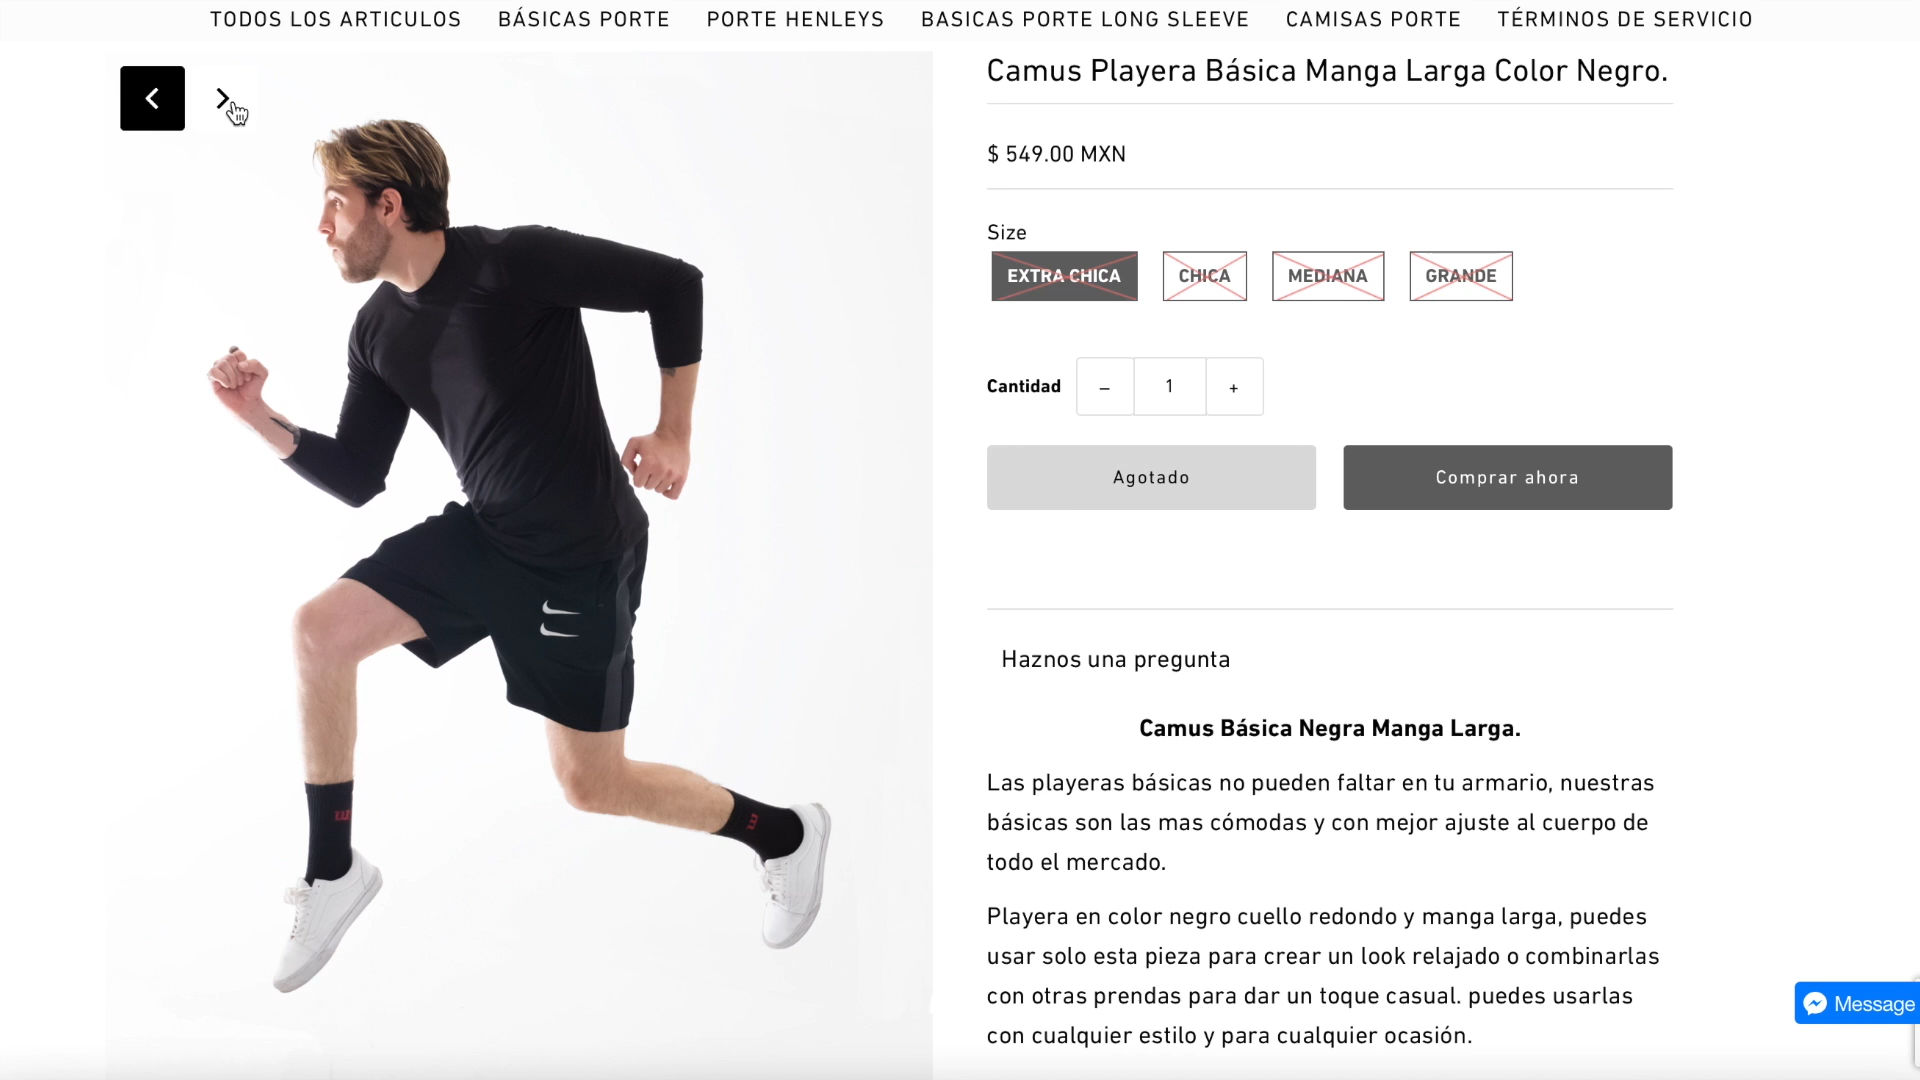 TODOS LOS ARTICULOS BÁSICAS PORTE PORTE HENLEYS BASICAS PORTE LONG SLEEVE CAMISAS PORTE TÉRMINOS DE SERVICIO
Camus Playera Básica Manga Larga Color Negro.
$ 549.00 MXN
Size
EXTRA CHICA CHICA MEDIANA GRANDE
Cantidad – 1 +
Agotado Comprar ahora
Haznos una pregunta
Camus Básica Negra Manga Larga.
Las playeras básicas no pueden faltar en tu armario, nuestras
básicas son las mas cómodas y con mejor ajuste al cuerpo de
todo el mercado.
Playera en color negro cuello redondo y manga larga, puedes
usar solo esta pieza para crear un look relajado o combinarlas
con otras prendas para dar un toque casual. puedes usarlas
con cualquier estilo y para cualquier ocasión.
Message